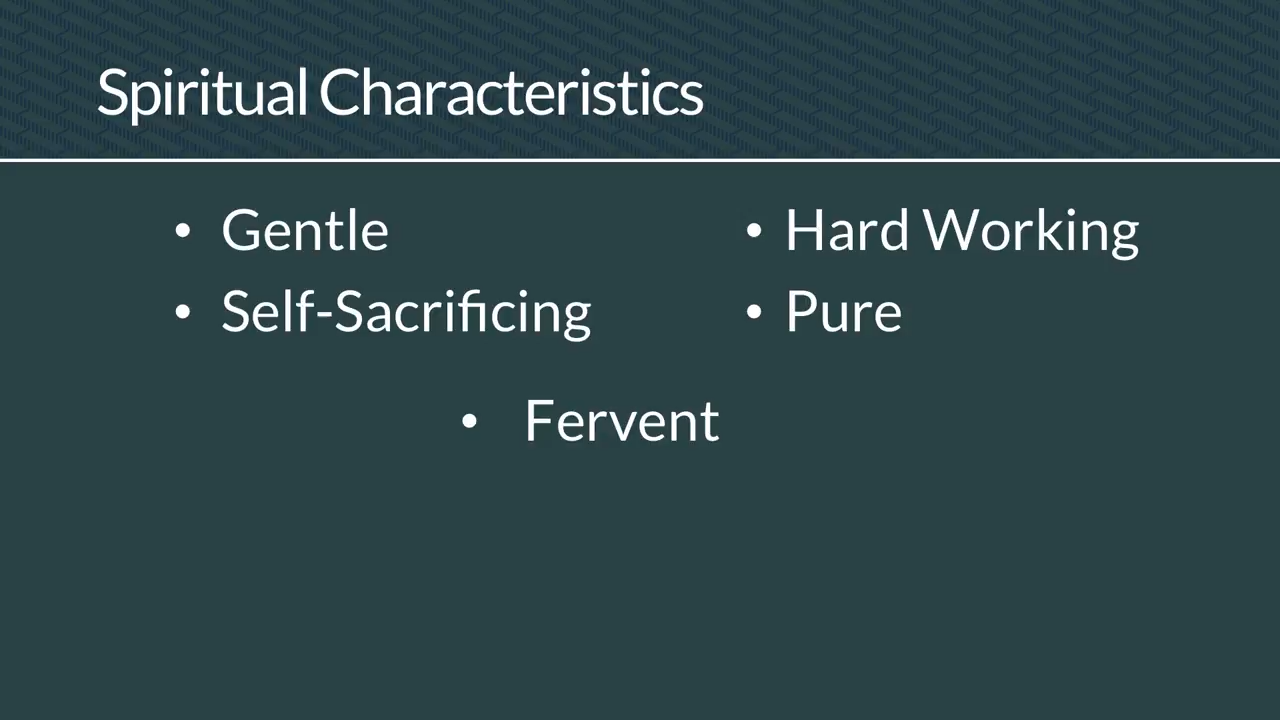 Spiritual Characteristics
• Gentle
• Self-Sacrificing
• Hard Working
• Pure
• Fervent